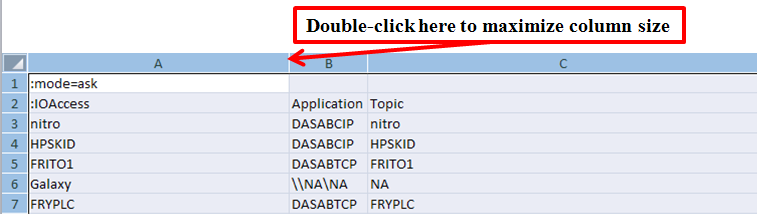 Double-click here to maximize column size
A B C
1 :mode=ask
2 :IOAccess Application Topic
3 nitro DASABCIP nitro
4 HPSKID DASABCIP HPSKID
5 FRITO1 DASABTCP FRITO1
6 Galaxy \\NA\NA NA
7 FRYPLC DASABTCP FRYPLC